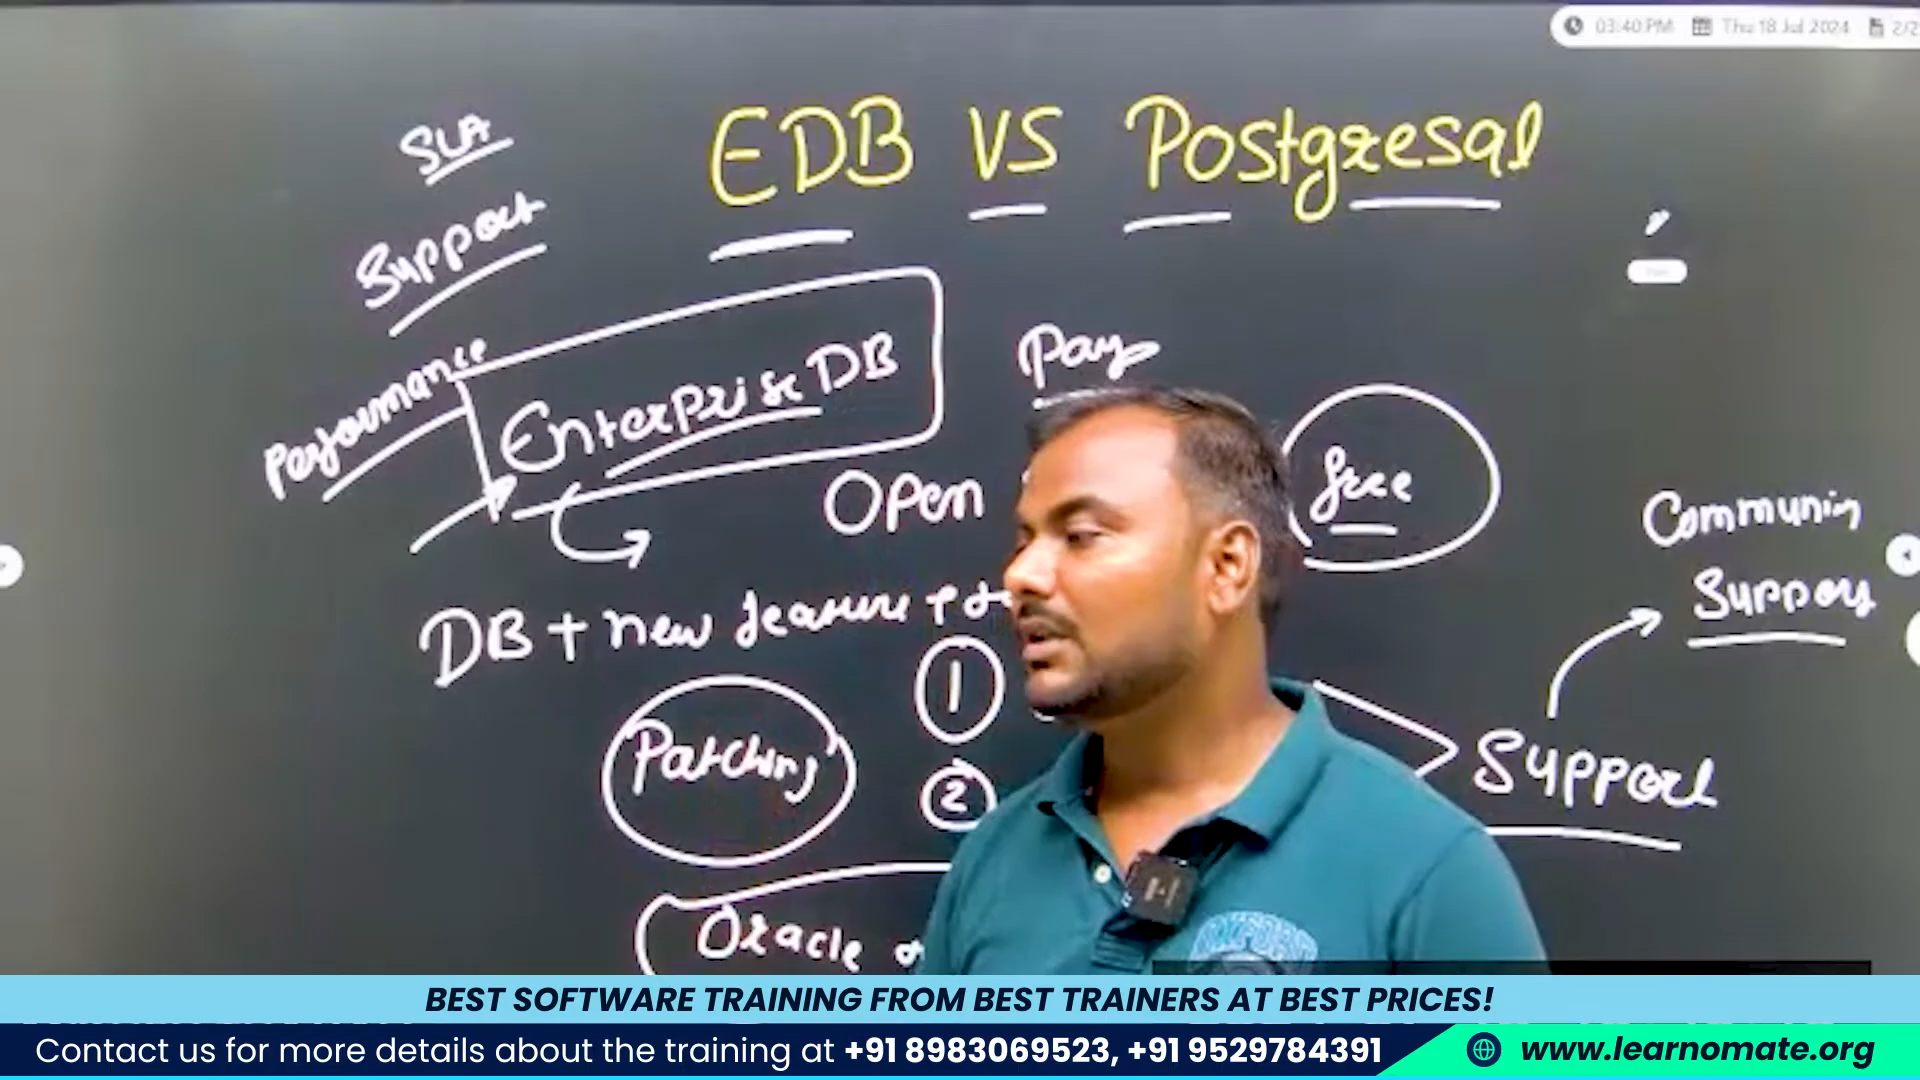 03:40 PM Thu 18 Jul 2024 2/2
EDB VS Postgresql
SLA
Support
Performance
EnterpriseDB
Pay
Open
free
Community
Support
DB + new feature +
1
Patching
2
Support
Oracle
BEST SOFTWARE TRAINING FROM BEST TRAINERS AT BEST PRICES!
Contact us for more details about the training at +91 8983069523, +91 9529784391
www.learnomate.org